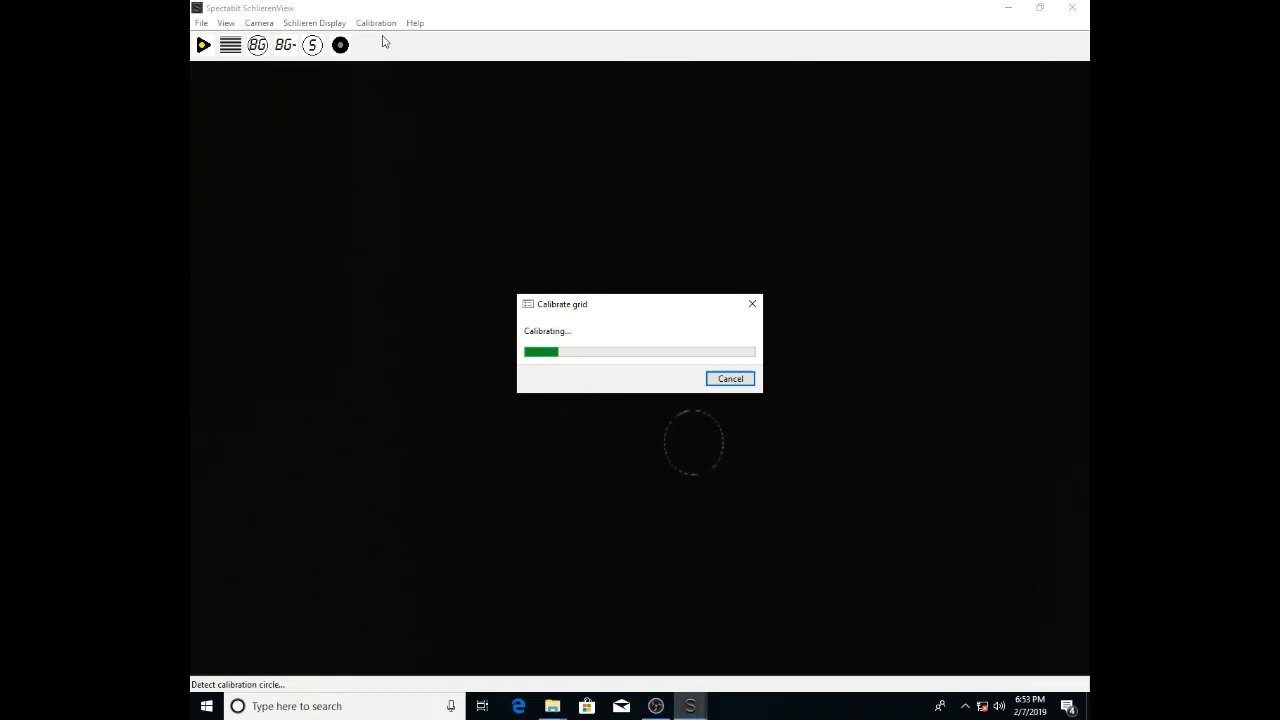 Spectabit SchlierenView
File View Camera Schlieren Display Calibration Help
BG BG- S
Calibrate grid
Calibrating...
Cancel
Detect calibration circle...
Type here to search
S
6:53 PM
2/7/2019
4